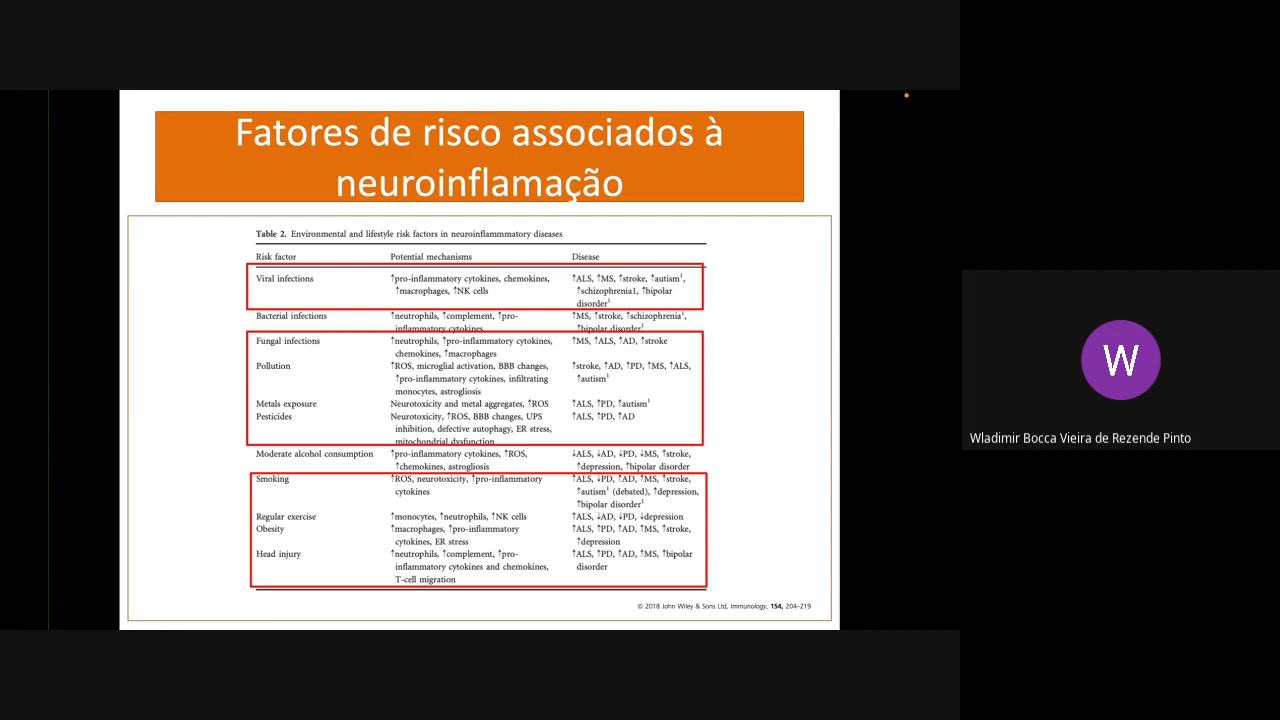 Fatores de risco associados à
neuroinflamação
Table 2. Environmental and lifestyle risk factors in neuroinflammmatory diseases
Risk factor Potential mechanisms Disease
Viral infections ↑pro-inflammatory cytokines, chemokines, ↑ALS, ↑MS, ↑stroke, ↑autism¹,
↑macrophages, ↑NK cells ↑schizophrenia1, ↑bipolar
disorder¹
Bacterial infections ↑neutrophils, ↑complement, ↑pro- ↑MS, ↑stroke, ↑schizophrenia¹,
inflammatory cytokines ↑bipolar disorder¹
Fungal infections ↑neutrophils, ↑pro-inflammatory cytokines, ↑MS, ↑ALS, ↑AD, ↑stroke
chemokines, ↑macrophages
Pollution ↑ROS, microglial activation, BBB changes, ↑stroke, ↑AD, ↑PD, ↑MS, ↑ALS,
↑pro-inflammatory cytokines, infiltrating ↑autism¹
monocytes, astrogliosis
Metals exposure Neurotoxicity and metal aggregates, ↑ROS ↑ALS, ↑PD, ↑autism¹
Pesticides Neurotoxicity, ↑ROS, BBB changes, UPS ↑ALS, ↑PD, ↑AD
inhibition, defective autophagy, ER stress,
mitochondrial dysfunction
Moderate alcohol consumption ↑pro-inflammatory cytokines, ↑ROS, ↓ALS, ↓AD, ↓PD, ↓MS, ↑stroke,
↑chemokines, astrogliosis ↑depression, ↑bipolar disorder
Smoking ↑ROS, neurotoxicity, ↑pro-inflammatory ↑ALS, ↓PD, ↑AD, ↑MS, ↑stroke,
cytokines ↑autism¹ (debated), ↑depression,
↑bipolar disorder¹
Regular exercise ↑monocytes, ↑neutrophils, ↑NK cells ↑ALS, ↓AD, ↓PD, ↓depression
Obesity ↑macrophages, ↑pro-inflammatory ↑ALS, ↑PD, ↑AD, ↑MS, ↑stroke,
cytokines, ER stress ↑depression
Head injury ↑neutrophils, ↑complement, ↑pro- ↑ALS, ↑PD, ↑AD, ↑MS, ↑bipolar
inflammatory cytokines and chemokines, disorder
T-cell migration
© 2018 John Wiley & Sons Ltd, Immunology, 154, 204–219
W
Wladimir Bocca Vieira de Rezende Pinto